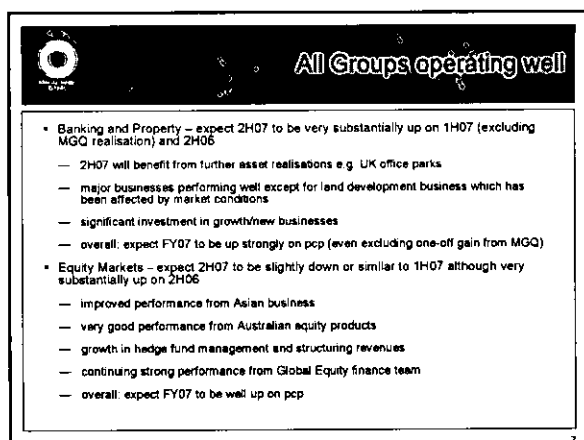 All Groups operating well
▪ Banking and Property – expect 2H07 to be very substantially up on 1H07 (excluding
MGQ realisation) and 2H06
— 2H07 will benefit from further asset realisations e.g. UK office parks
— major businesses performing well except for land development business which has
been affected by market conditions
— significant investment in growth/new businesses
— overall: expect FY07 to be up strongly on pcp (even excluding one-off gain from MGQ)
▪ Equity Markets – expect 2H07 to be slightly down or similar to 1H07 although very
substantially up on 2H06
— improved performance from Asian business
— very good performance from Australian equity products
— growth in hedge fund management and structuring revenues
— continuing strong performance from Global Equity finance team
— overall: expect FY07 to be well up on pcp